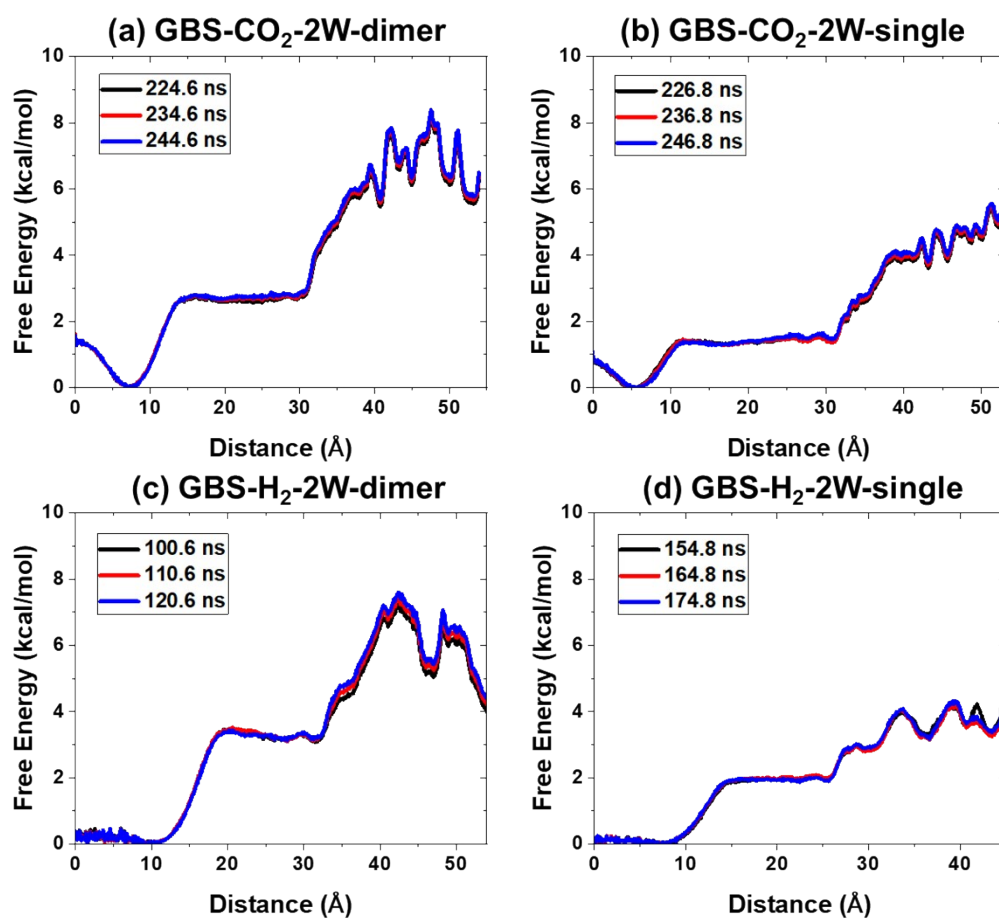 (a) GBS-CO₂-2W-dimer
10
8
6
4
2
0
0
10
20
30
40
50
Free Energy (kcal/mol)
Distance (Å)
224.6 ns
234.6 ns
244.6 ns
(b) GBS-CO₂-2W-single
10
8
6
4
2
0
0
10
20
30
40
50
Free Energy (kcal/mol)
Distance (Å)
226.8 ns
236.8 ns
246.8 ns
(c) GBS-H₂-2W-dimer
10
8
6
4
2
0
0
10
20
30
40
50
Free Energy (kcal/mol)
Distance (Å)
100.6 ns
110.6 ns
120.6 ns
(d) GBS-H₂-2W-single
10
8
6
4
2
0
0
10
20
30
40
Free Energy (kcal/mol)
Distance (Å)
154.8 ns
164.8 ns
174.8 ns